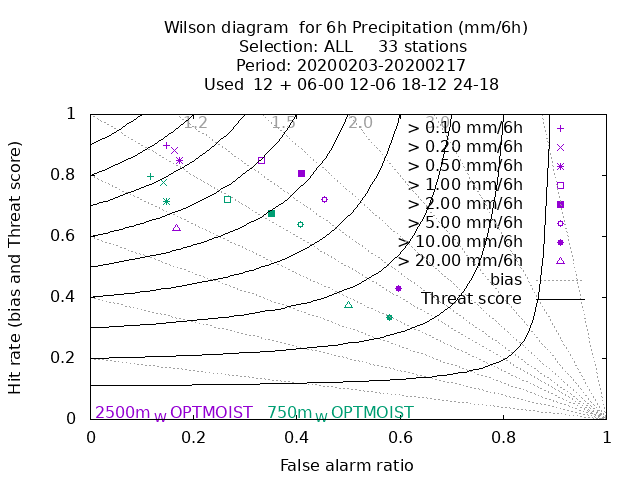 Wilson diagram  for 6h Precipitation (mm/6h)
Selection: ALL     33 stations
Period: 20200203-20200217
Used  12 + 06-00 12-06 18-12 24-18
Hit rate (bias and Threat score)
1
0.8
0.6
0.4
0.2
0
1.2
1.5
2.0
3.0
> 0.10 mm/6h
> 0.20 mm/6h
> 0.50 mm/6h
> 1.00 mm/6h
> 2.00 mm/6h
> 5.00 mm/6h
> 10.00 mm/6h
> 20.00 mm/6h
bias
Threat score
2500m_W OPTMOIST 750m_W OPTMOIST
0 0.2 0.4 0.6 0.8 1
False alarm ratio